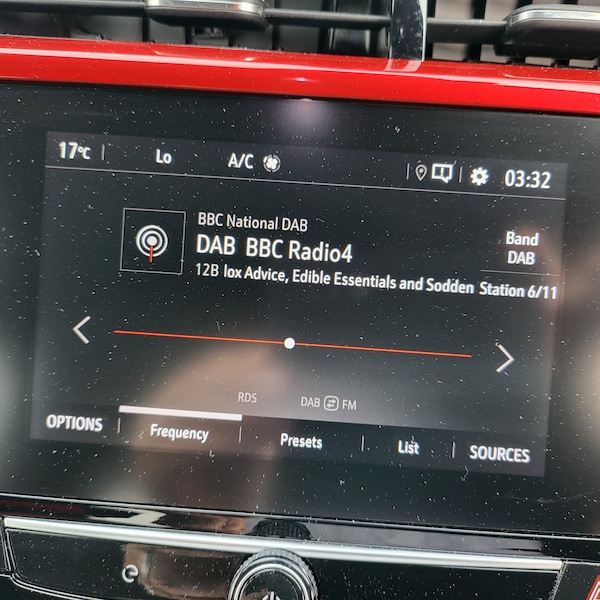 17°C Lo A/C 03:32
BBC National DAB
DAB BBC Radio4
Band
DAB
12B lox Advice, Edible Essentials and Sodden Station 6/11
RDS DAB FM
OPTIONS Frequency Presets List SOURCES